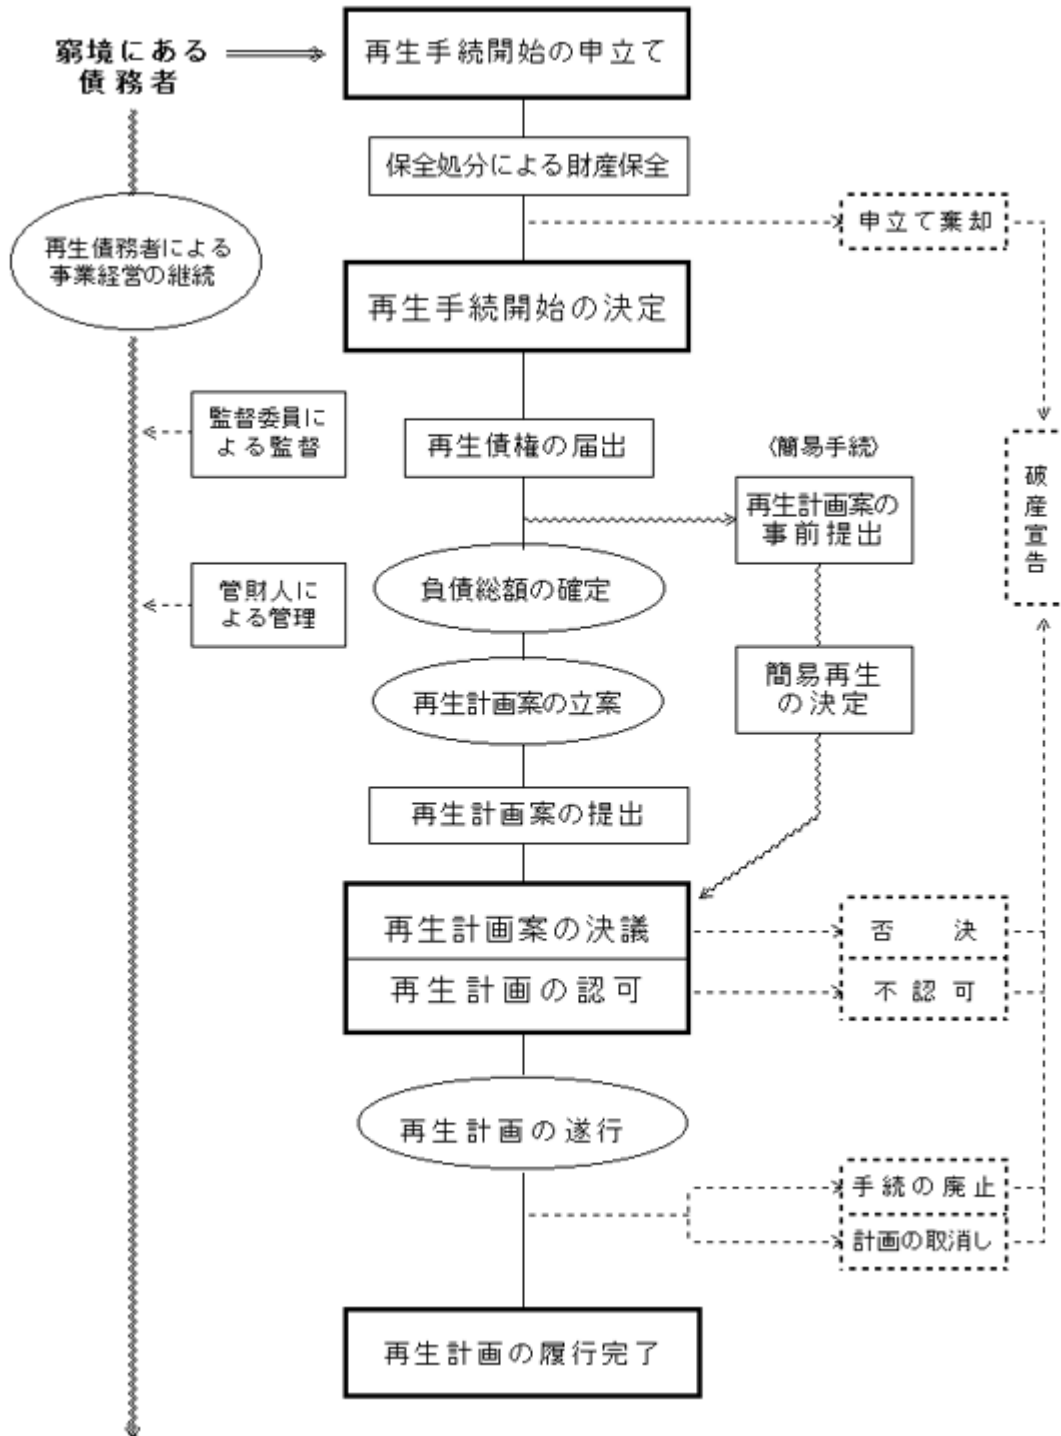 窮境にある
債務者
再生手続開始の申立て
保全処分による財産保全
申立て棄却
再生債務者による
事業経営の継続
再生手続開始の決定
監督委員に
よる監督
再生債権の届出
〈簡易手続〉
再生計画案の
事前提出
破産宣告
負債総額の確定
管財人に
よる管理
簡易再生
の決定
再生計画案の立案
再生計画案の提出
再生計画案の決議
否決
再生計画の認可
不認可
再生計画の遂行
手続の廃止
計画の取消し
再生計画の履行完了